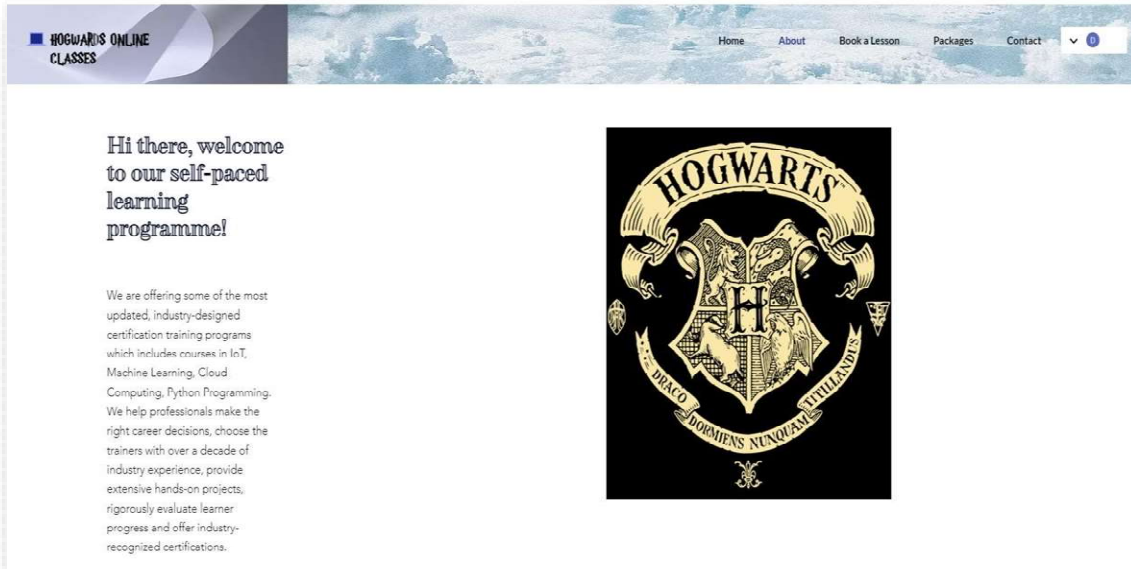 HOGWARDS ONLINE
CLASSES
Home About Book a Lesson Packages Contact D
Hi there, welcome
to our self-paced
learning
programme!
We are offering some of the most
updated, industry-designed
certification training programs
which includes courses in IoT,
Machine Learning, Cloud
Computing, Python Programming.
We help professionals make the
right career decisions, choose the
trainers with over a decade of
industry experience, provide
extensive hands-on projects,
rigorously evaluate learner
progress and offer industry-
recognized certifications.
HOGWARTS
H
DRACO DORMIENS NUNQUAM TITILLANDUS